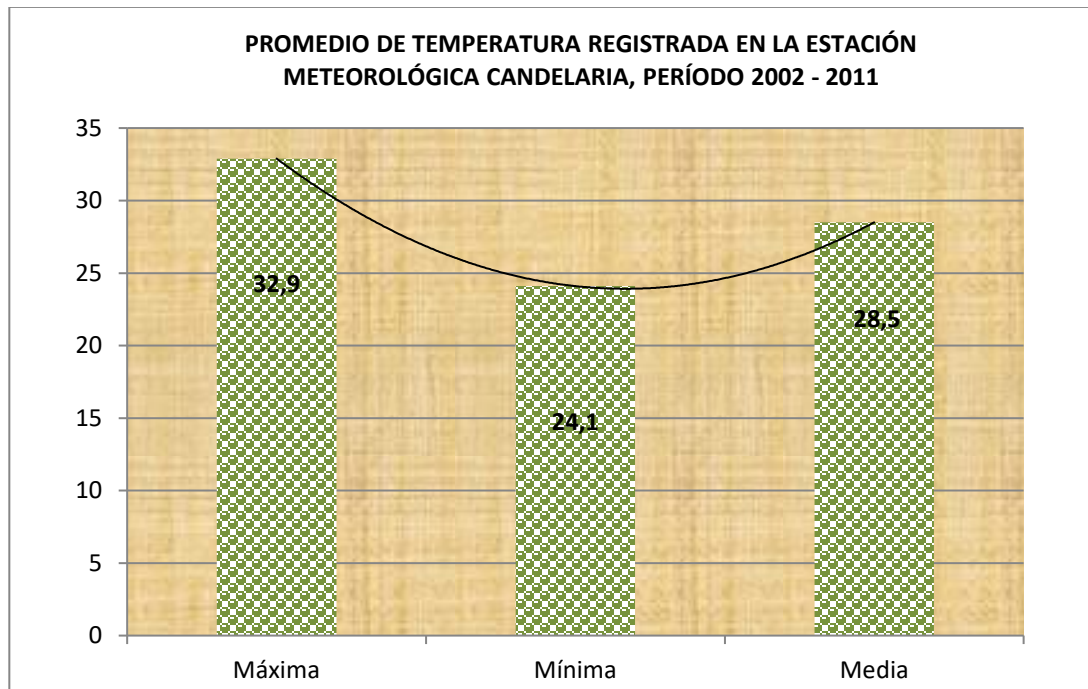 PROMEDIO DE TEMPERATURA REGISTRADA EN LA ESTACIÓN
METEOROLÓGICA CANDELARIA, PERÍODO 2002 - 2011
35
30
25
20
15
10
5
0
32,9
24,1
28,5
Máxima
Mínima
Media